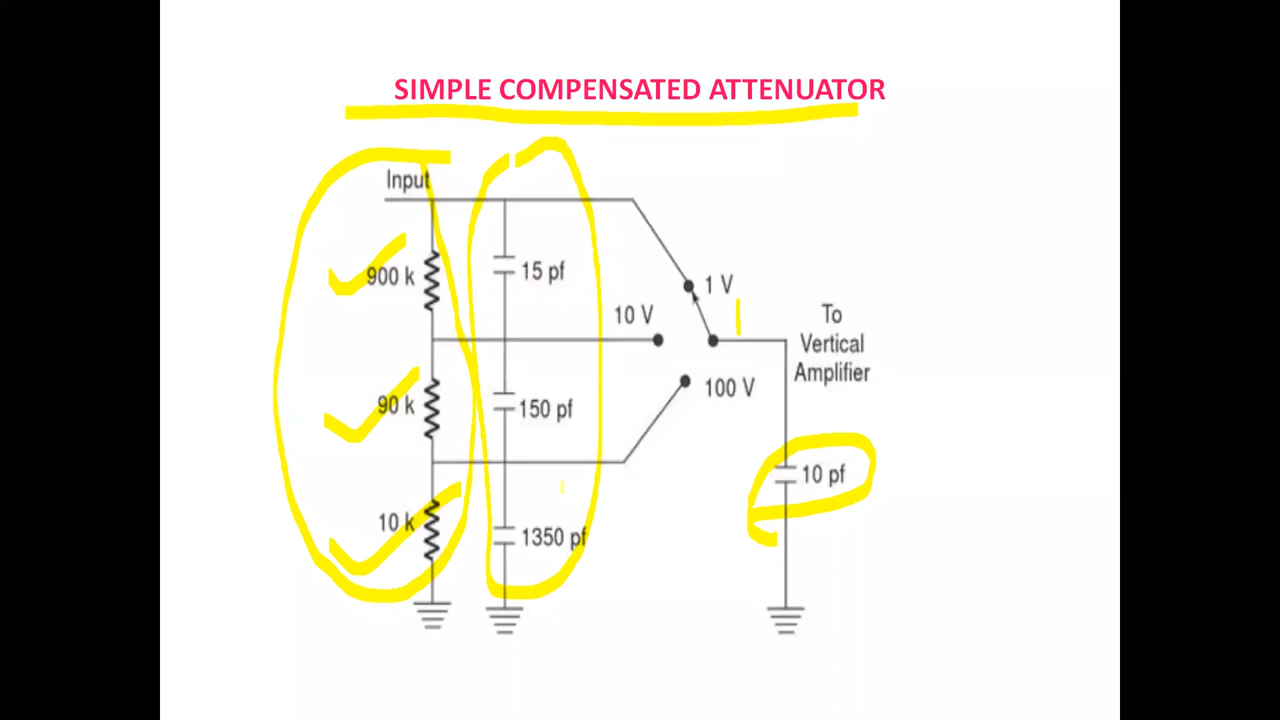 SIMPLE COMPENSATED ATTENUATOR
Input
900 k
15 pf
1 V
10 V
To
Vertical
Amplifier
90 k
150 pf
100 V
10 pf
10 k
1350 pf